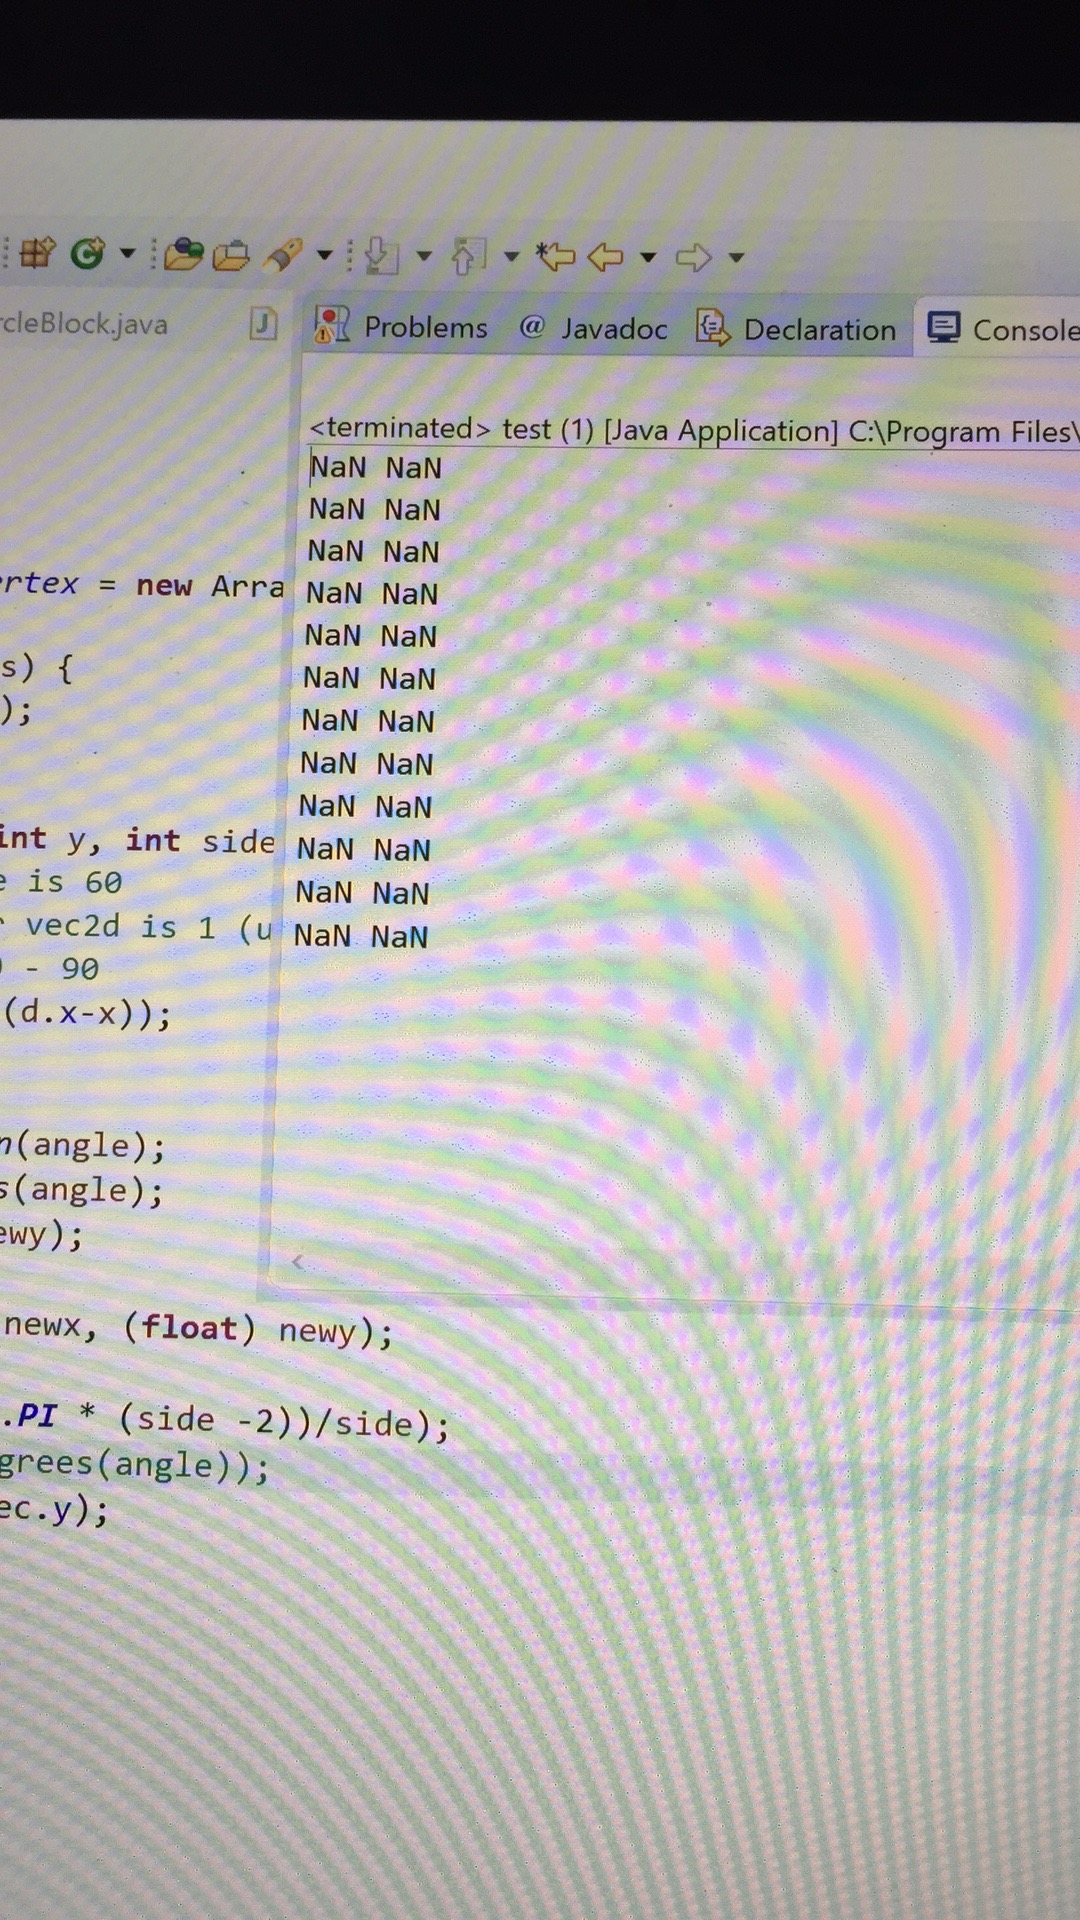 rcleBlock.java
Problems @ Javadoc Declaration Console
<terminated> test (1) [Java Application] C:\Program Files\
NaN NaN
NaN NaN
NaN NaN
NaN NaN
NaN NaN
NaN NaN
NaN NaN
NaN NaN
NaN NaN
NaN NaN
NaN NaN
NaN NaN
rtex = new Arra
s) {
);
int y, int side
e is 60
vec2d is 1 (u
- 90
(d.x-x));
n(angle);
s(angle);
ewy);
newx, (float) newy);
.PI * (side -2))/side);
grees(angle));
ec.y);